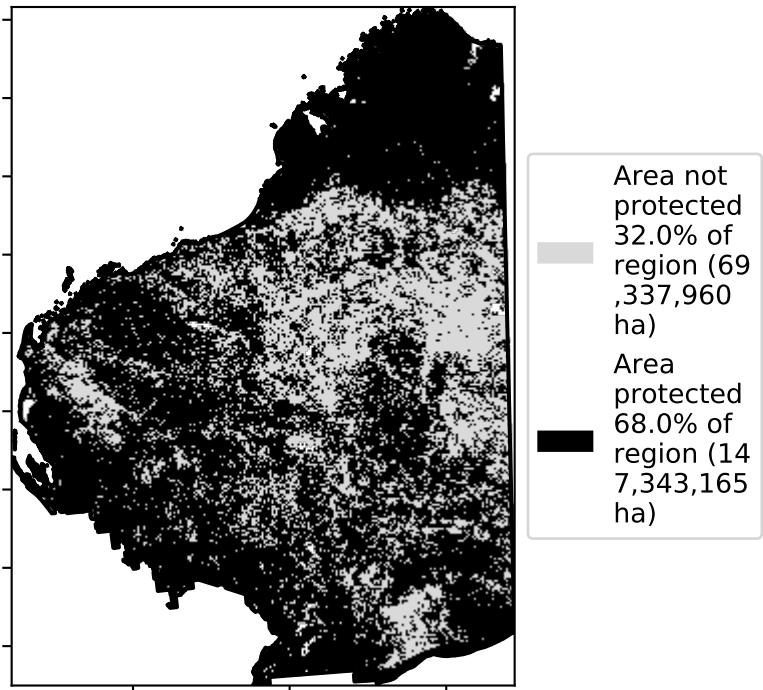 Area not
protected
32.0% of
region (69
,337,960
ha)
Area
protected
68.0% of
region (14
7,343,165
ha)